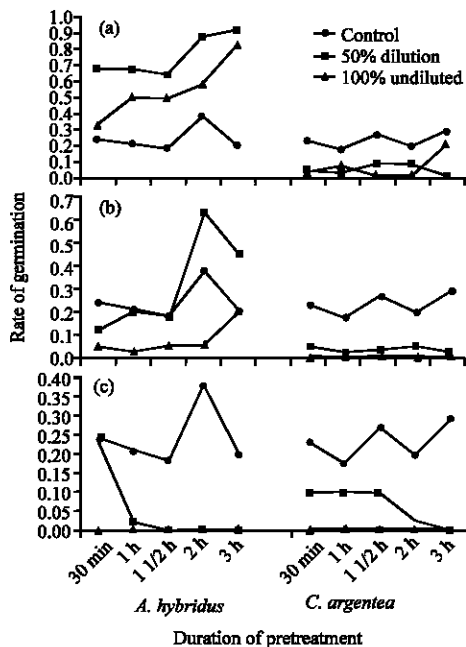 (a)
Control
50% dilution
100% undiluted
1.0
0.9
0.8
0.7
0.6
0.5
0.4
0.3
0.2
0.1
0.0
(b)
0.7
0.6
0.5
0.4
0.3
0.2
0.1
0.0
Rate of germination
(c)
0.40
0.35
0.30
0.25
0.20
0.15
0.10
0.05
0.00
30 min
1 h
1 1/2 h
2 h
3 h
30 min
1 h
1 1/2 h
2 h
3 h
A. hybridus
C. argentea
Duration of pretreatment